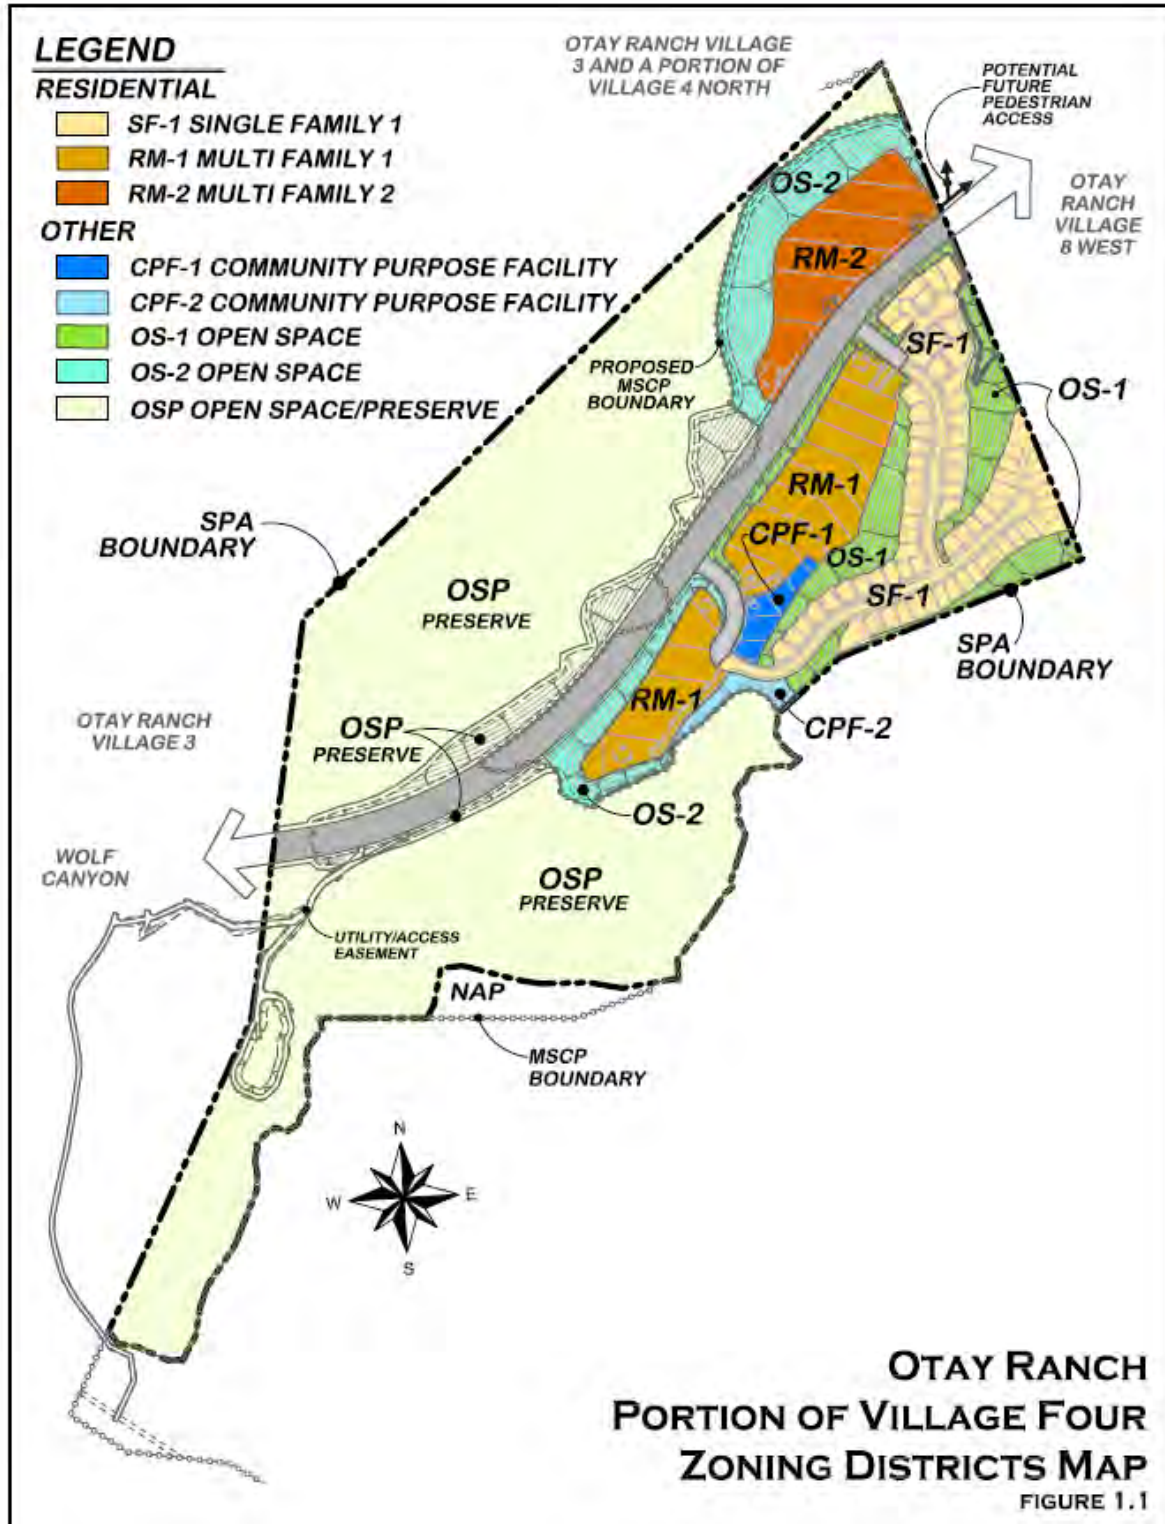 LEGEND
RESIDENTIAL
SF-1 SINGLE FAMILY 1
RM-1 MULTI FAMILY 1
RM-2 MULTI FAMILY 2
OTHER
CPF-1 COMMUNITY PURPOSE FACILITY
CPF-2 COMMUNITY PURPOSE FACILITY
OS-1 OPEN SPACE
OS-2 OPEN SPACE
OSP OPEN SPACE/PRESERVE
OTAY RANCH VILLAGE
3 AND A PORTION OF
VILLAGE 4 NORTH
POTENTIAL
FUTURE
PEDESTRIAN
ACCESS
OTAY
RANCH
VILLAGE
8 WEST
OS-2
RM-2
SF-1
PROPOSED
MSCP
BOUNDARY
OS-1
RM-1
SPA
BOUNDARY
CPF-1
OS-1
SF-1
OSP
PRESERVE
SPA
BOUNDARY
RM-1
CPF-2
OTAY RANCH
VILLAGE 3
OSP
PRESERVE
OS-2
WOLF
CANYON
OSP
PRESERVE
UTILITY/ACCESS
EASEMENT
NAP
MSCP
BOUNDARY
N
W
E
S
OTAY RANCH
PORTION OF VILLAGE FOUR
ZONING DISTRICTS MAP
FIGURE 1.1